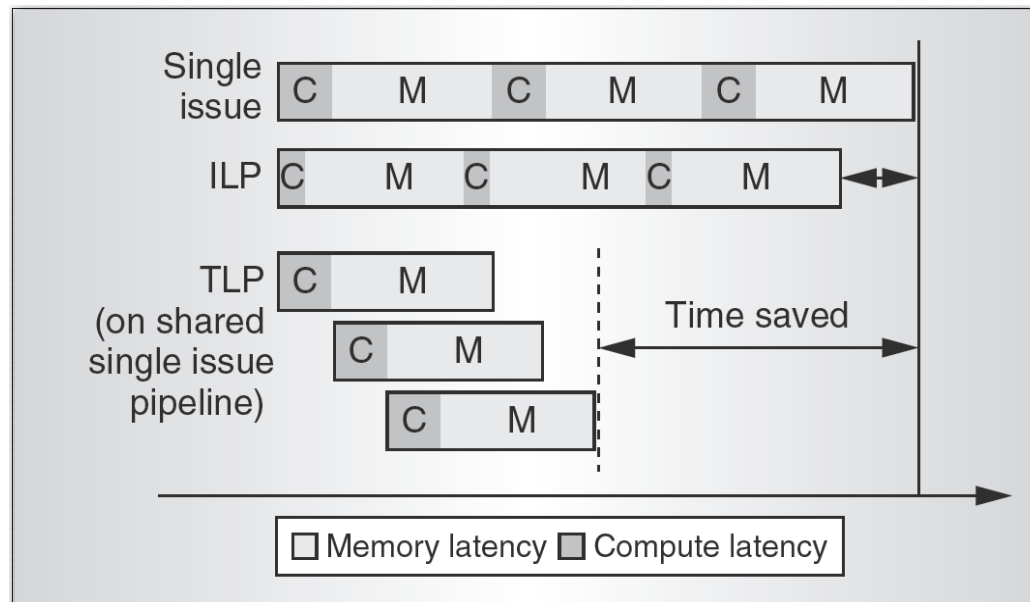 Single
issue
C M C M C M
ILP
C M C M C M
TLP
(on shared
single issue
pipeline)
C M
C M
C M
Time saved
Memory latency Compute latency